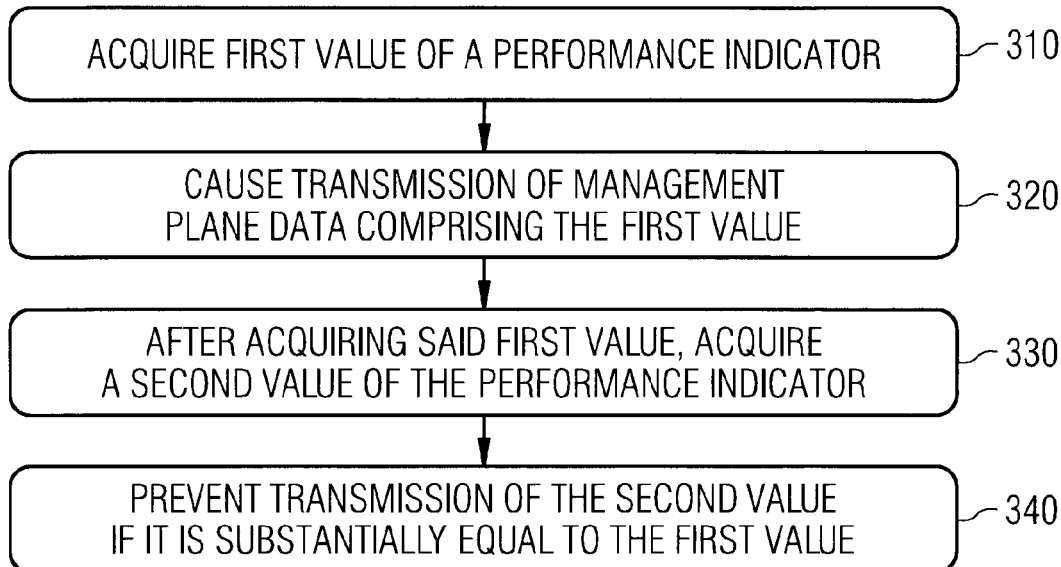 ACQUIRE FIRST VALUE OF A PERFORMANCE INDICATOR
310
CAUSE TRANSMISSION OF MANAGEMENT
PLANE DATA COMPRISING THE FIRST VALUE
320
AFTER ACQUIRING SAID FIRST VALUE, ACQUIRE
A SECOND VALUE OF THE PERFORMANCE INDICATOR
330
PREVENT TRANSMISSION OF THE SECOND VALUE
IF IT IS SUBSTANTIALLY EQUAL TO THE FIRST VALUE
340